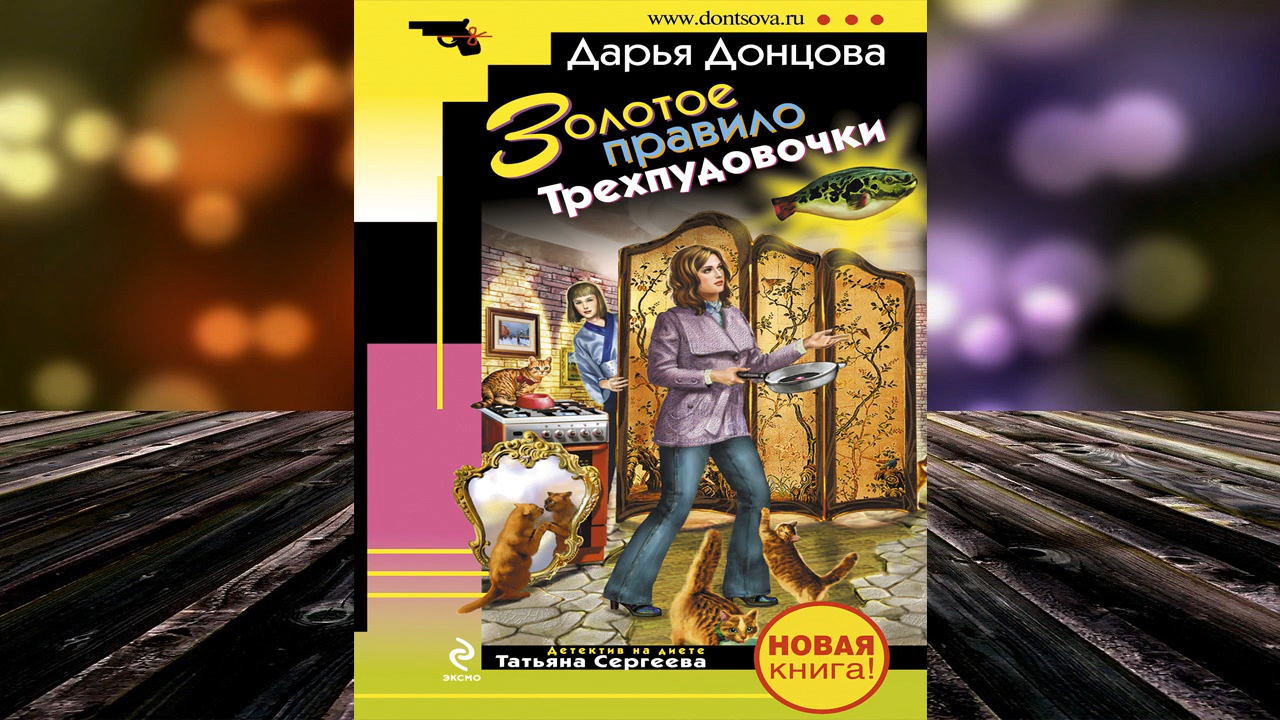 www.dontsova.ru
Дарья Донцова
Золотое
правило
Трехпудовочки
НОВАЯ
книга!
Детектив на диете
Татьяна Сергеева
ЭКСМО